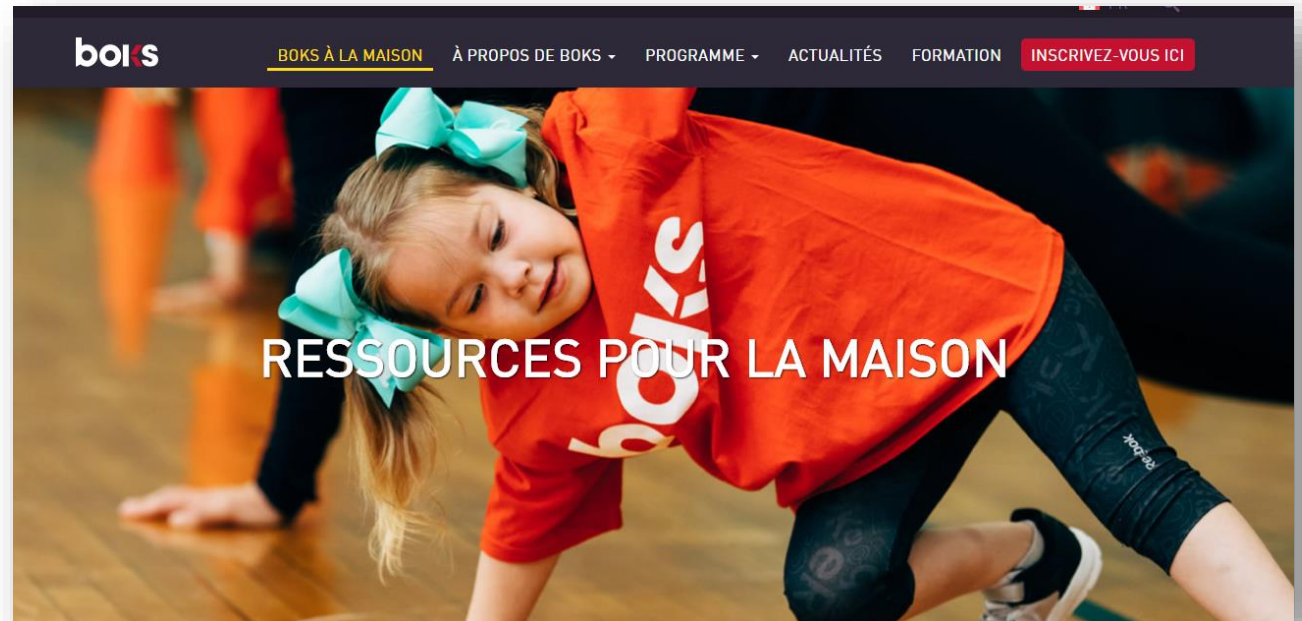 boks
BOKS À LA MAISON À PROPOS DE BOKS PROGRAMME ACTUALITÉS FORMATION INSCRIVEZ-VOUS ICI
boks
RESSOURCES POUR LA MAISON
Reebok